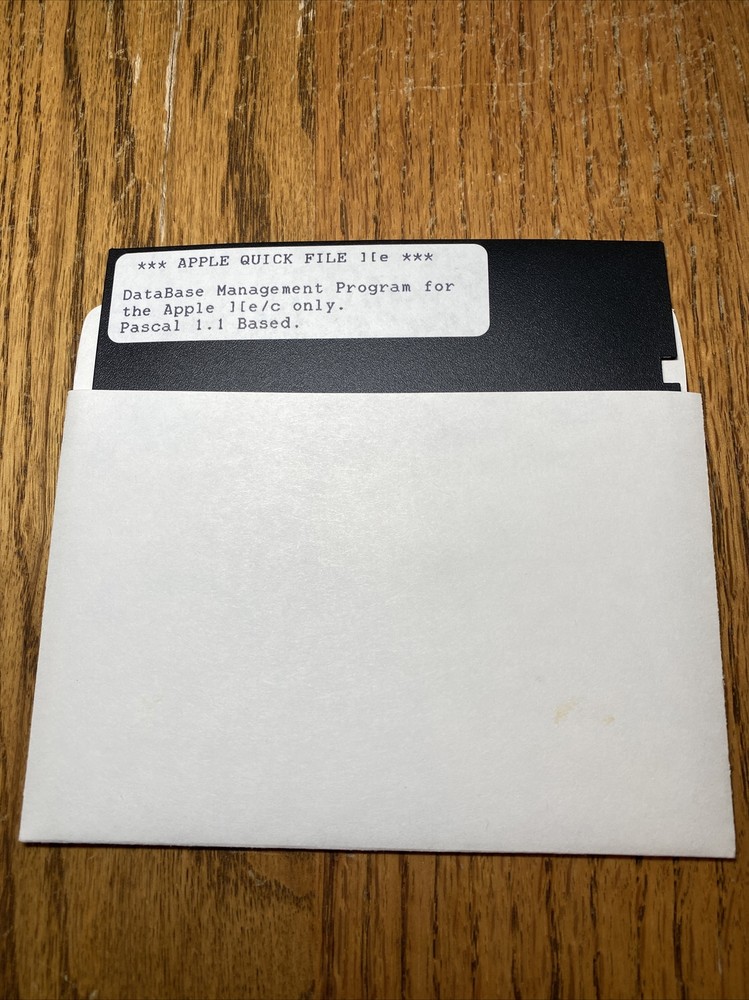 *** APPLE QUICK FILE ][e ***
DataBase Management Program for
the Apple ][e/c only.
Pascal 1.1 Based.